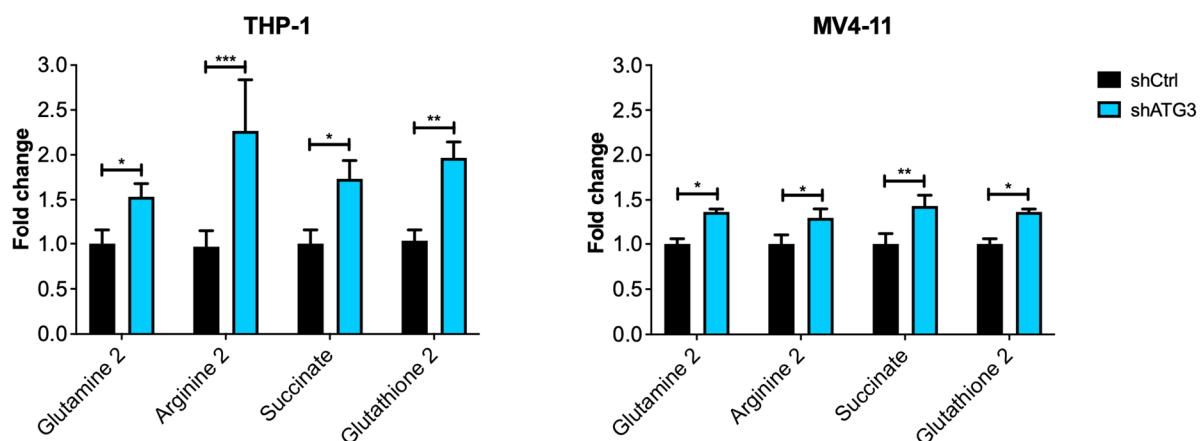 THP-1
Fold change
3.0
2.5
2.0
1.5
1.0
0.5
0.0
*
***
*
**
Glutamine 2
Arginine 2
Succinate
Glutathione 2
MV4-11
Fold change
3.0
2.5
2.0
1.5
1.0
0.5
0.0
*
*
**
*
Glutamine 2
Arginine 2
Succinate
Glutathione 2
shCtrl
shATG3